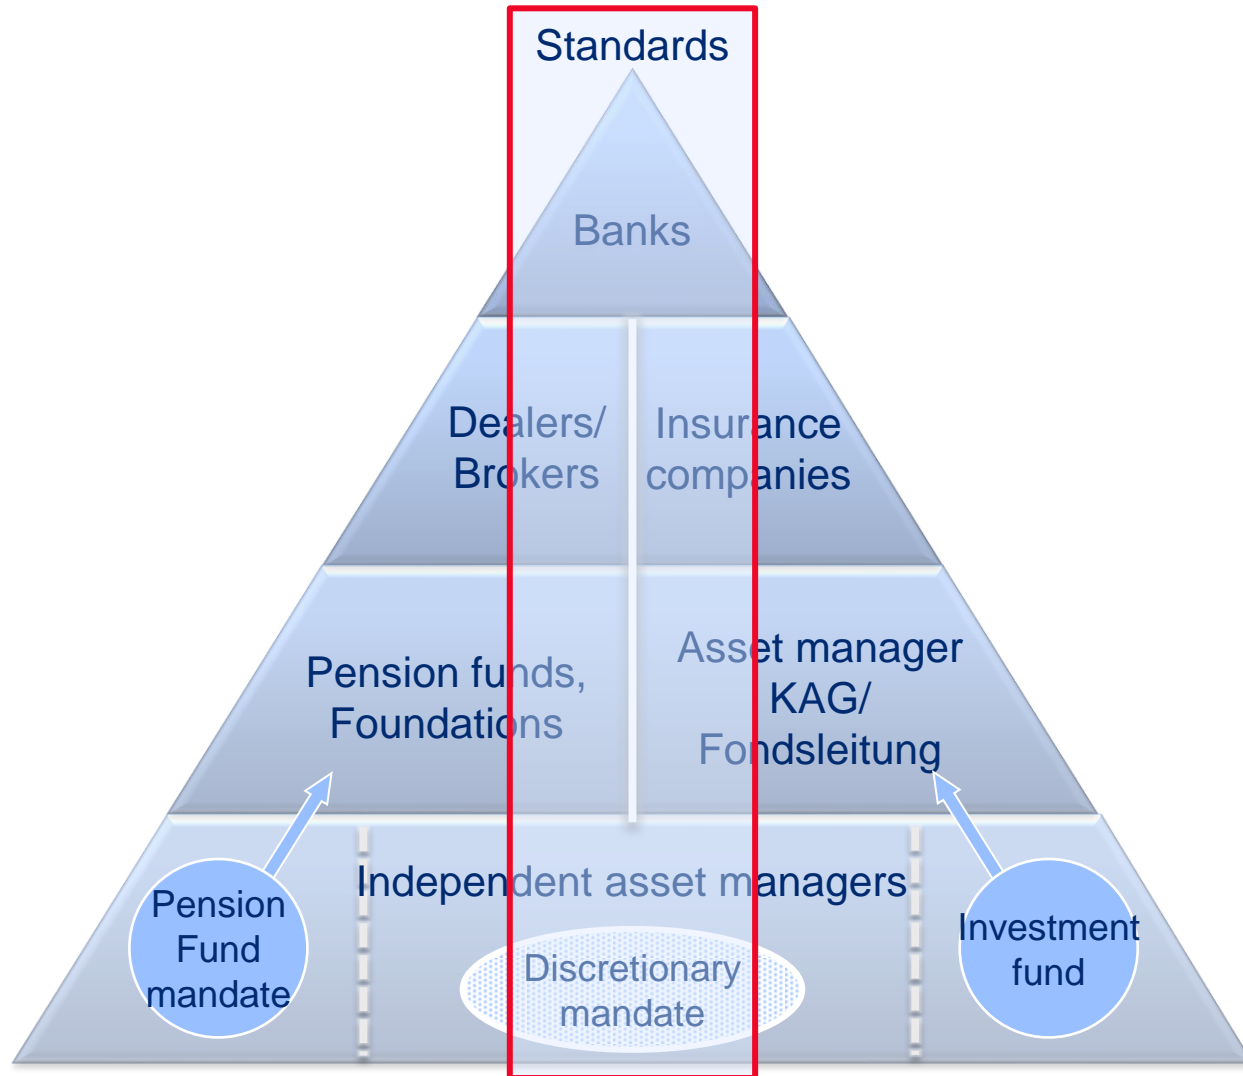 Standards
Banks
Dealers/
Brokers
Insurance
companies
Pension funds,
Foundations
Asset manager
KAG/
Fondsleitung
Independent asset managers
Pension
Fund
mandate
Discretionary
mandate
Investment
fund